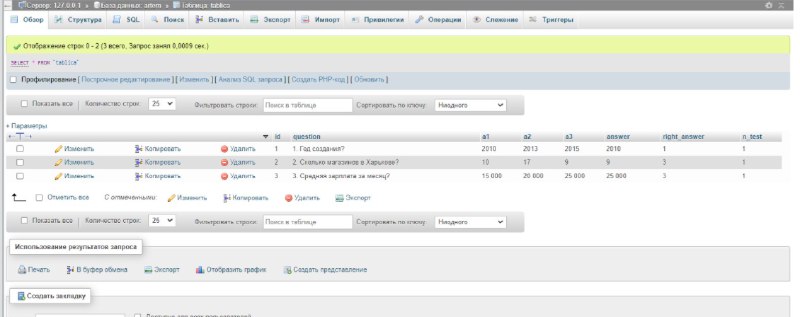 Сервер: 127.0.0.1 » База данных: artem » Таблица: tablica
Обзор Структура SQL Поиск Вставить Экспорт Импорт Привилегии Операции Слежение Триггеры
Отображение строк 0 - 2 (3 всего, Запрос занял 0,0009 сек.)
SELECT * FROM `tablica`
Профилирование [ Построчное редактирование ] [ Изменить ] [ Анализ SQL запроса ] [ Создать PHP-код ] [ Обновить ]
Показать все Количество строк: 25 Фильтровать строки: Поиск в таблице Сортировать по ключу: Ниодного
+ Параметры
id question a1 a2 a3 answer right_answer n_test
Изменить Копировать Удалить 1 1. Год создания? 2010 2013 2015 2010 1 1
Изменить Копировать Удалить 2 2. Сколько магазинов в Харькове? 10 17 9 9 3 1
Изменить Копировать Удалить 3 3. Средняя зарплата за месяц? 15 000 20 000 25 000 25 000 3 1
Отметить все С отмеченными: Изменить Копировать Удалить Экспорт
Показать все Количество строк: 25 Фильтровать строки: Поиск в таблице Сортировать по ключу: Ниодного
Использование результатов запроса
Печать В буфер обмена Экспорт Отобразить график Создать представление
Создать закладку